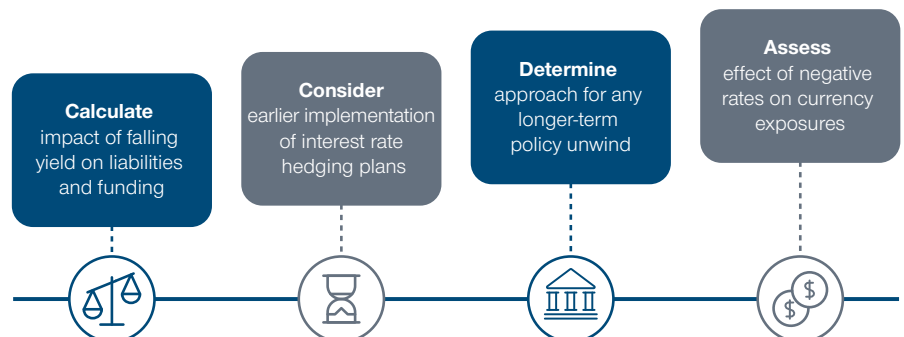 Calculate
impact of falling
yield on liabilities
and funding
Consider
earlier implementation
of interest rate
hedging plans
Determine
approach for any
longer-term
policy unwind
Assess
effect of negative
rates on currency
exposures
$
$